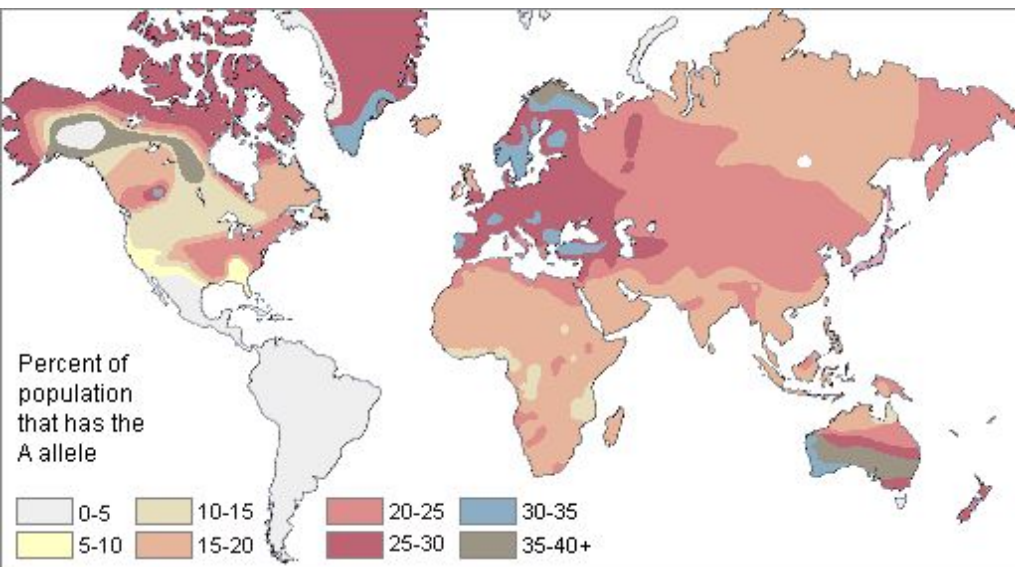 Percent of
population
that has the
A allele
0-5
10-15
20-25
30-35
5-10
15-20
25-30
35-40+